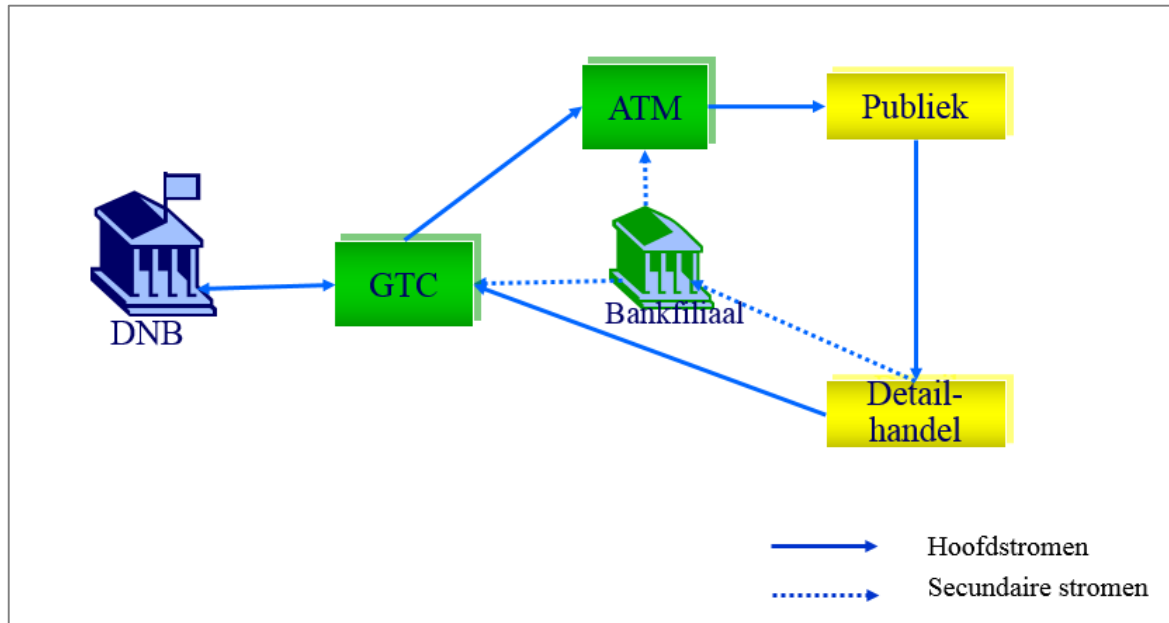 ATM
Publiek
GTC
Bankfiliaal
DNB
Detail-
handel
Hoofdstromen
Secundaire stromen